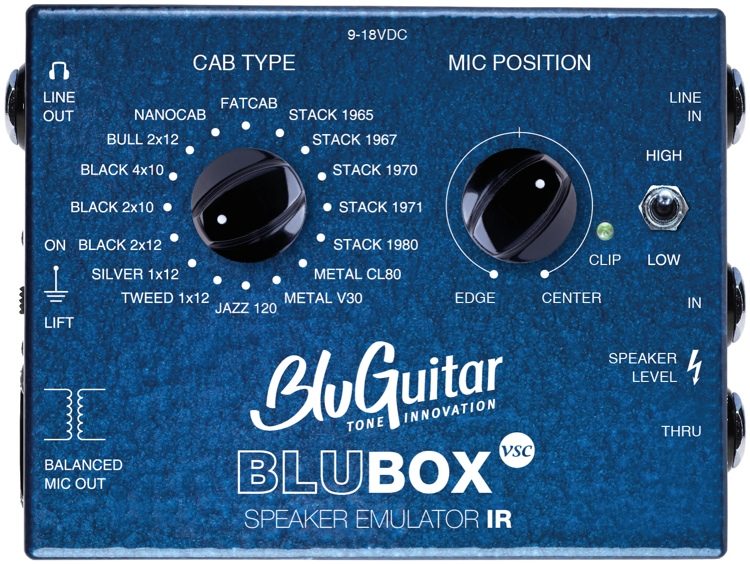 9-18VDC
CAB TYPE
MIC POSITION
LINE
OUT
LINE
IN
FATCAB
NANOCAB
STACK 1965
BULL 2x12
STACK 1967
BLACK 4x10
STACK 1970
BLACK 2x10
STACK 1971
BLACK 2x12
STACK 1980
SILVER 1x12
METAL CL80
TWEED 1x12
METAL V30
JAZZ 120
HIGH
LOW
CLIP
EDGE
CENTER
ON
LIFT
IN
SPEAKER
LEVEL
THRU
BALANCED
MIC OUT
BluGuitar
TONE INNOVATION
BLUBOX vsc
SPEAKER EMULATOR IR